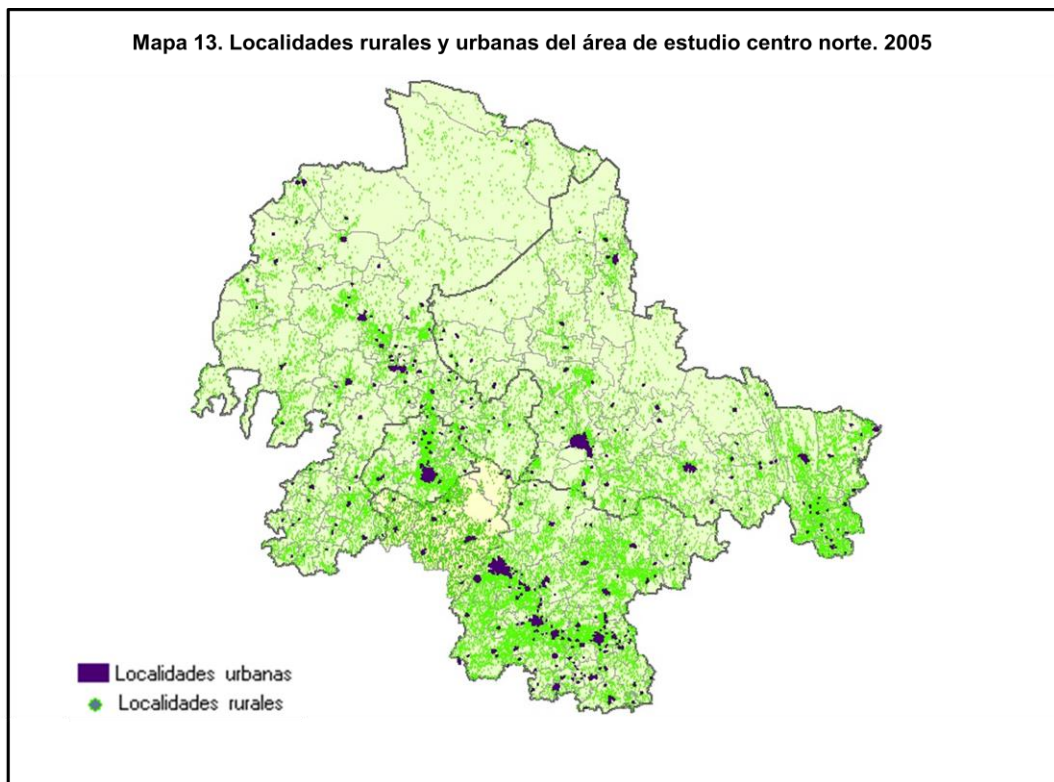 Mapa 13. Localidades rurales y urbanas del área de estudio centro norte. 2005
Localidades urbanas
Localidades rurales